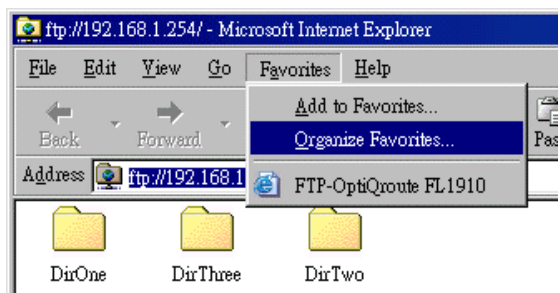 ftp://192.168.1.254/ - Microsoft Internet Explorer
File Edit View Go Favorites Help
Add to Favorites...
Organize Favorites...
FTP-OptiQroute FL1910
Back Forward
Address ftp://192.168.1
DirOne DirThree DirTwo